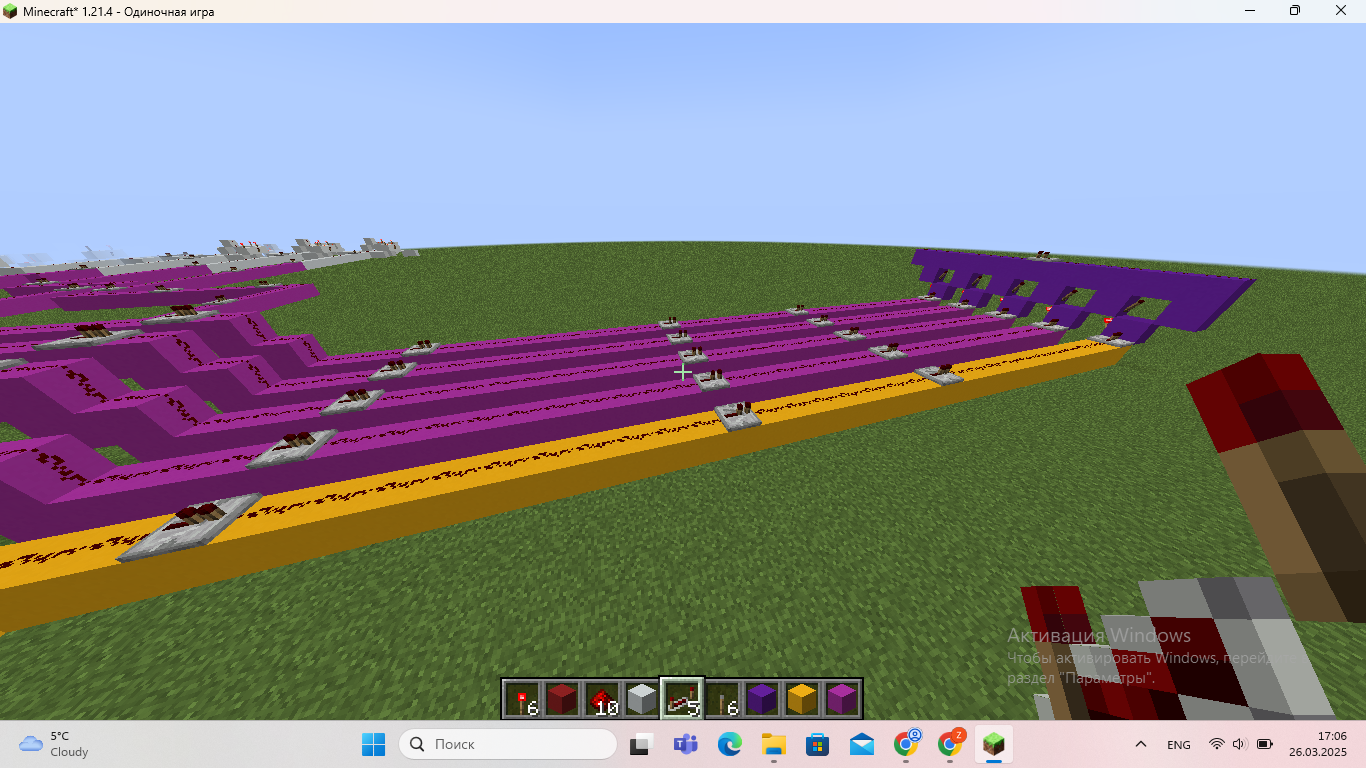 Minecraft* 1.21.4 - Одиночная игра
Активация Windows
Чтобы активировать Windows, перейд
раздел "Параметры".
6
10
5
6
5°C
Cloudy
Поиск
Z
ENG
17:06
26.03.2025